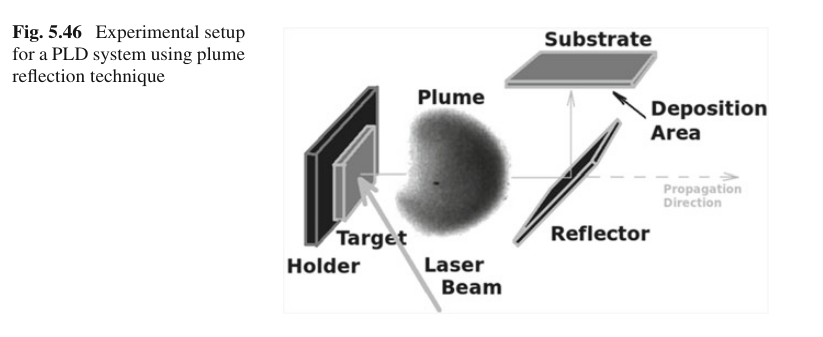 Fig. 5.46 Experimental setup
for a PLD system using plume
reflection technique
Substrate
Plume
Deposition
Area
Propagation
Direction
Target
Reflector
Holder
Laser
Beam